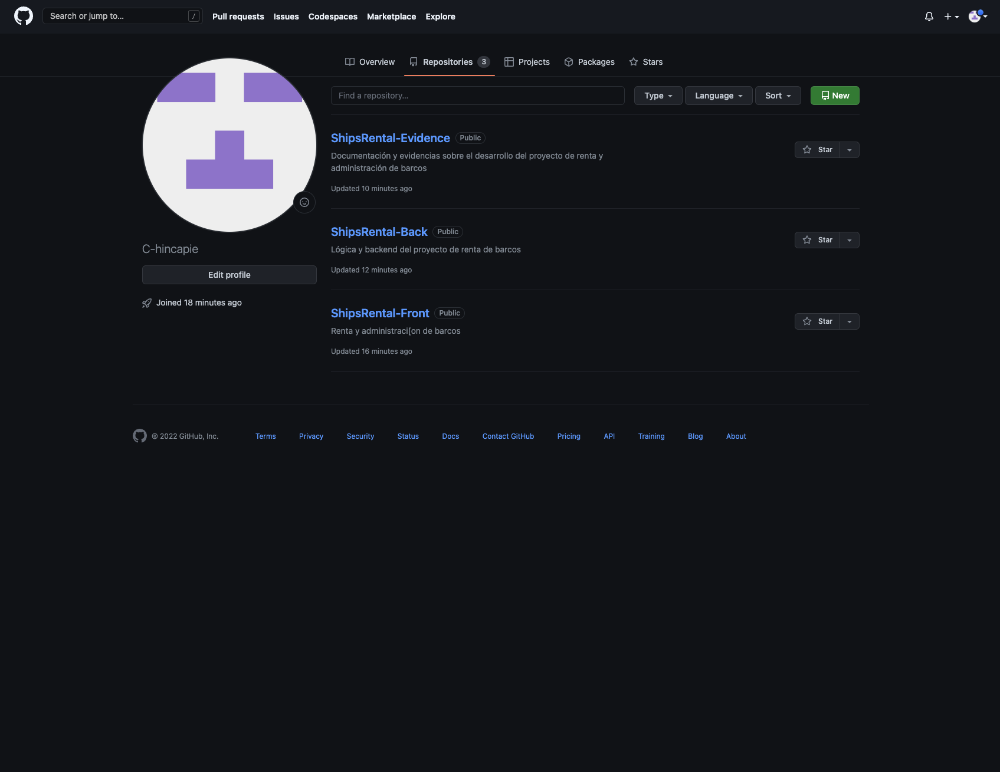 Search or jump to... /
Pull requests
Issues
Codespaces
Marketplace
Explore
Overview
Repositories 3
Projects
Packages
Stars
Find a repository...
Type
Language
Sort
New
ShipsRental-Evidence Public
Documentación y evidencias sobre el desarrollo del proyecto de renta y
administración de barcos
Updated 10 minutes ago
Star
ShipsRental-Back Public
Lógica y backend del proyecto de renta de barcos
Updated 12 minutes ago
Star
ShipsRental-Front Public
Renta y administraci[on de barcos
Updated 16 minutes ago
Star
C-hincapie
Edit profile
Joined 18 minutes ago
© 2022 GitHub, Inc.
Terms
Privacy
Security
Status
Docs
Contact GitHub
Pricing
API
Training
Blog
About